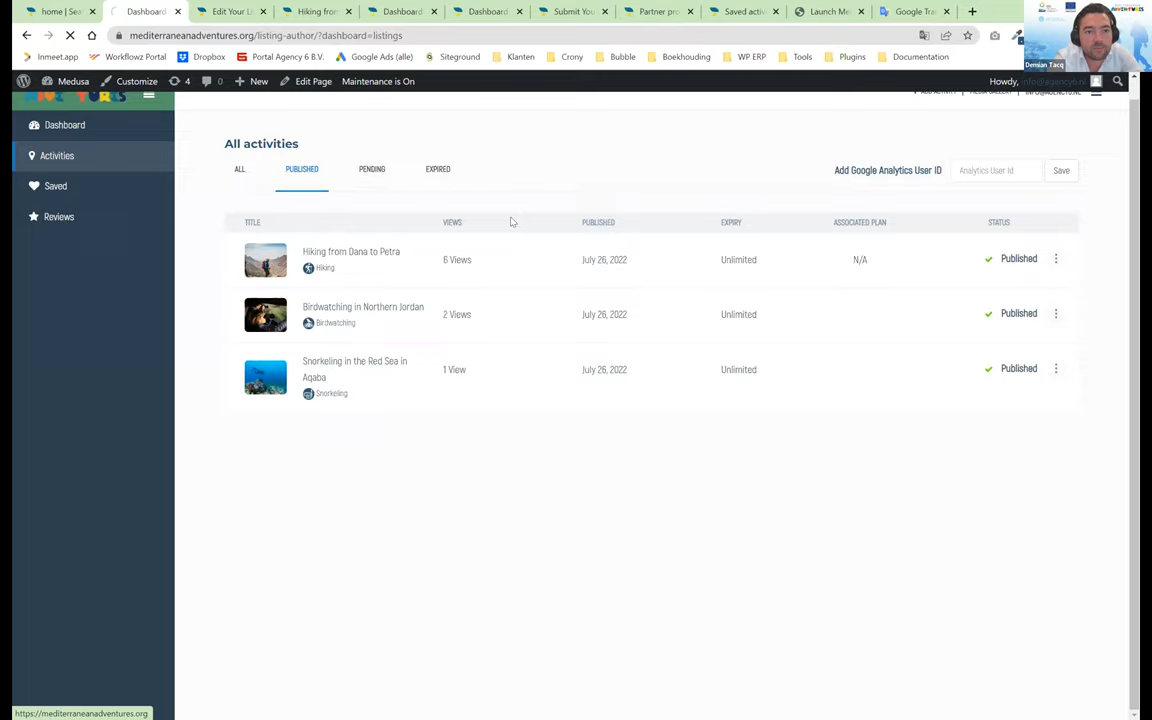 home | Sea
Dashboard
Edit Your Li
Hiking from
Dashboard
Dashboard
Submit You
Partner pro
Saved acti
Launch Me
Google Tra
mediterraneanadventures.org/listing-author/?dashboard=listings
Inmeet.app
Workflowz Portal
Dropbox
Portal Agency 6 B.V.
Google Ads (alle)
Siteground
Klanten
Crony
Bubble
Boekhouding
WP ERP
Tools
Plugins
Documentation
Demian Tacq
Medusa
Customize
4
0
New
Edit Page
Maintenance is On
Howdy,
Dashboard
Activities
Saved
Reviews
All activities
ALL
PUBLISHED
PENDING
EXPIRED
Add Google Analytics User ID
Analytics User Id
Save
TITLE
VIEWS
PUBLISHED
EXPIRY
ASSOCIATED PLAN
STATUS
Hiking from Dana to Petra
Hiking
6 Views
July 26, 2022
Unlimited
N/A
Published
Birdwatching in Northern Jordan
Birdwatching
2 Views
July 26, 2022
Unlimited
Published
Snorkeling in the Red Sea in
Aqaba
Snorkeling
1 View
July 26, 2022
Unlimited
Published
https://mediterraneanadventures.org